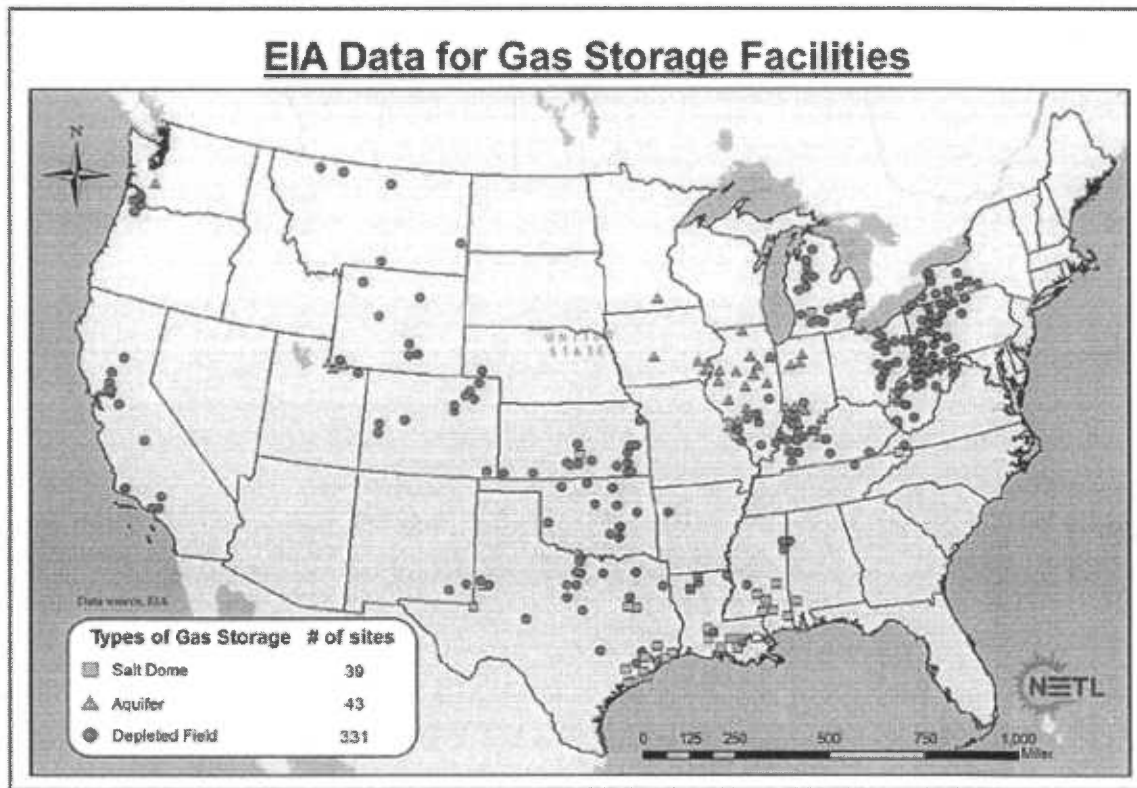 EIA Data for Gas Storage Facilities
N
Data source, EIA
Types of Gas Storage # of sites
Salt Dome 39
Aquifer 43
Depleted Field 331
NETL
0 125 250 500 750 1,000
Miles